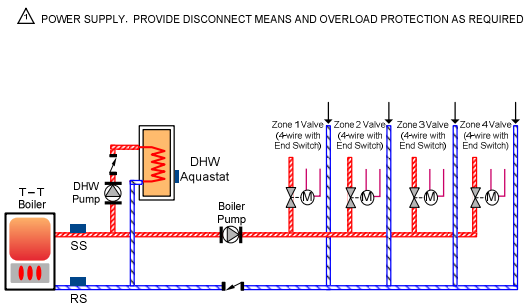 1 POWER SUPPLY. PROVIDE DISCONNECT MEANS AND OVERLOAD PROTECTION AS REQUIRED
Zone 1 Valve
(4-wire with
End Switch)
Zone 2 Valve
(4-wire with
End Switch)
Zone 3 Valve
(4-wire with
End Switch)
Zone 4 Valve
(4-wire with
End Switch)
DHW
Aquastat
DHW
Pump
T-T
Boiler
Boiler
Pump
M
M
M
M
SS
RS